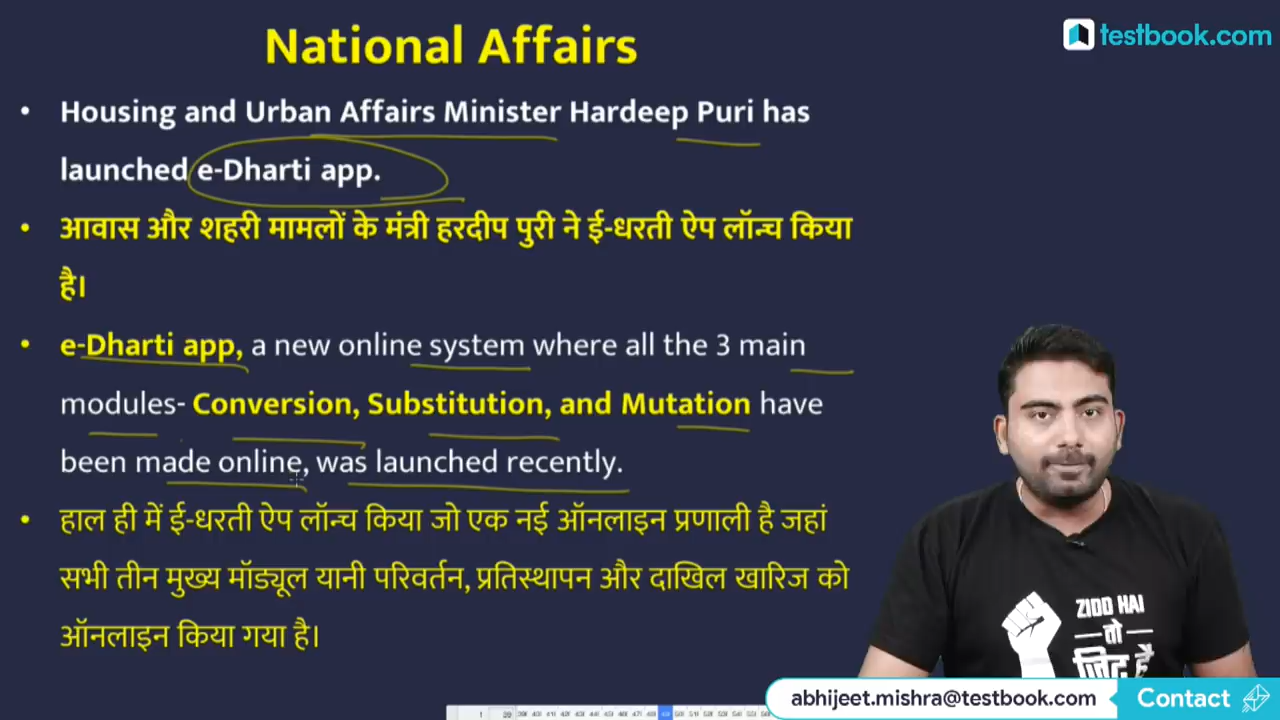 National Affairs
testbook.com
• Housing and Urban Affairs Minister Hardeep Puri has
launched e-Dharti app.
• आवास और शहरी मामलों के मंत्री हरदीप पुरी ने ई-धरती ऐप लॉन्च किया
है।
• e-Dharti app, a new online system where all the 3 main
modules- Conversion, Substitution, and Mutation have
been made online, was launched recently.
• हाल ही में ई-धरती ऐप लॉन्च किया जो एक नई ऑनलाइन प्रणाली है जहां
सभी तीन मुख्य मॉड्यूल यानी परिवर्तन, प्रतिस्थापन और दाखिल खारिज को
ऑनलाइन किया गया है।
ZIDD HAI
तो
ज़िद है
abhijeet.mishra@testbook.com Contact